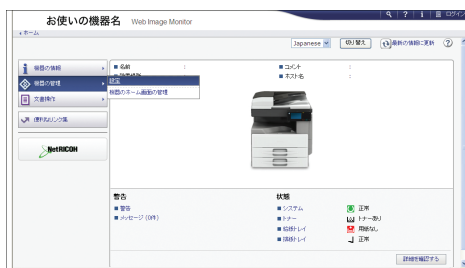 お使いの機器名 Web Image Monitor
ログイン
ホーム
Japanese 切り替え 最新の情報に更新
機器の情報
機器の管理
文書操作
便利なリンク集
NetRICOH
名前 :
コメント :
ホスト名 :
設定
機器のホーム画面の管理
警告
警告
メッセージ (0件)
状態
システム 正常
トナー トナーあり
給紙トレイ 用紙なし
排紙トレイ 正常
詳細を確認する